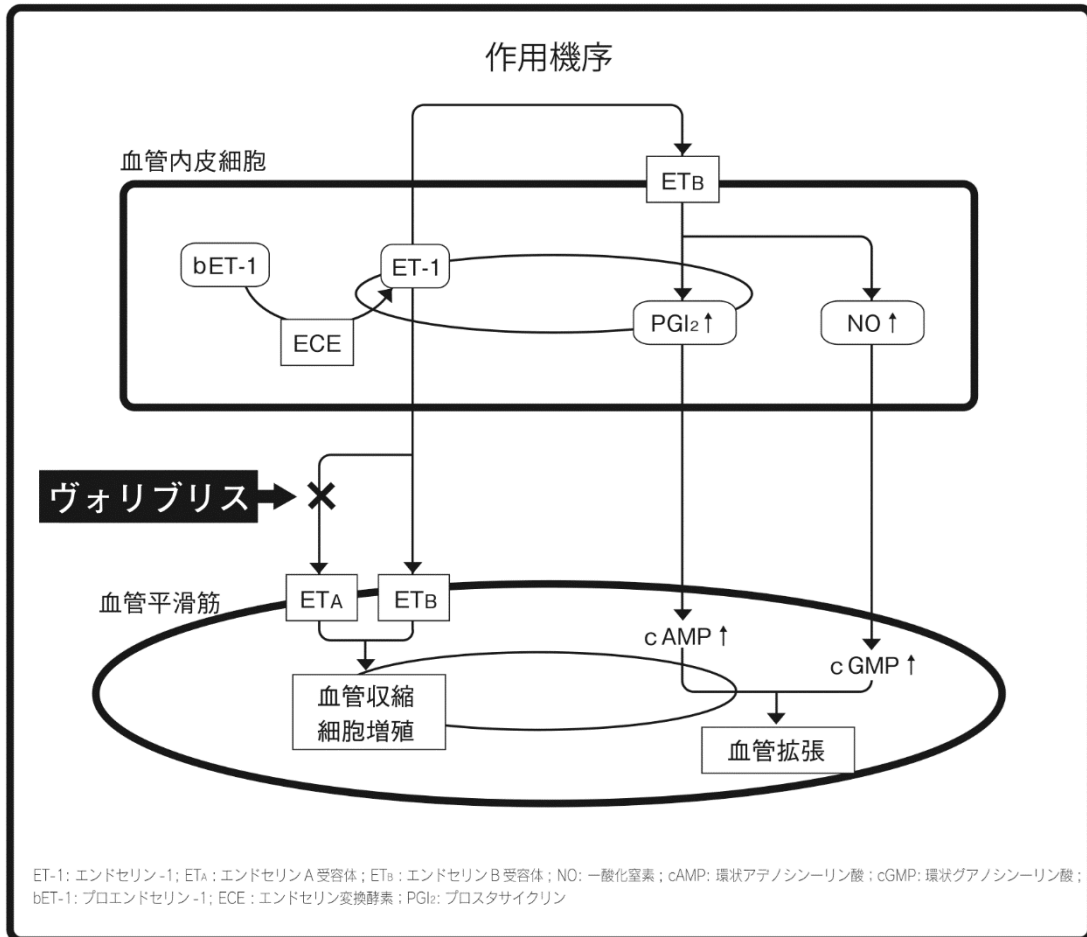 作用機序
血管内皮細胞
ETB
bET-1
ET-1
ECE
PGI2↑
NO↑
ヴォリブリス
血管平滑筋
ETA
ETB
cAMP↑
cGMP↑
血管収縮
細胞増殖
血管拡張
ET-1: エンドセリン-1; ETA: エンドセリンA受容体; ETB: エンドセリンB受容体; NO: 一酸化窒素; cAMP: 環状アデノシン一リン酸; cGMP: 環状グアノシン一リン酸;
bET-1: プロエンドセリン-1; ECE: エンドセリン変換酵素; PGI2: プロスタサイクリン